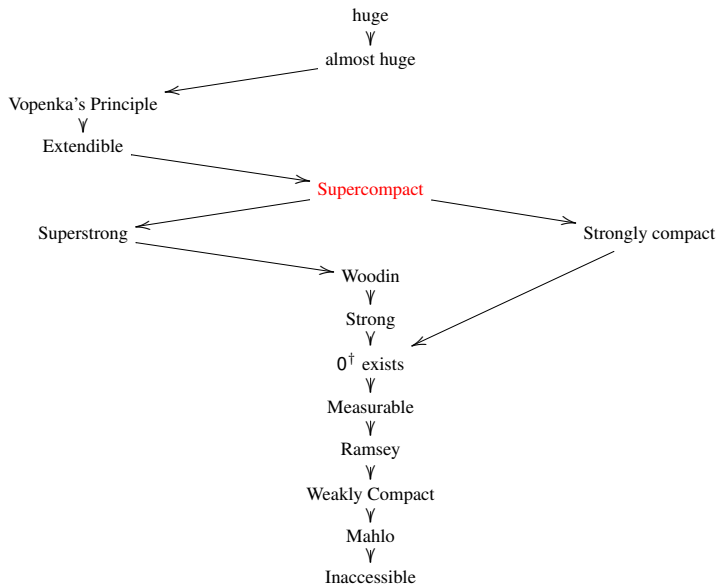 huge
almost huge
Vopenka's Principle
Extendible
Supercompact
Superstrong
Strongly compact
Woodin
Strong
0† exists
Measurable
Ramsey
Weakly Compact
Mahlo
Inaccessible